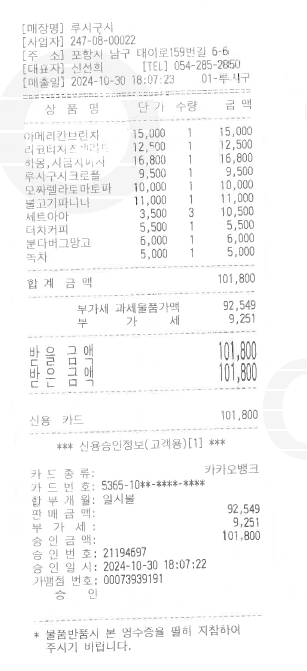 [매장명] 루시구사
[사업자] 247-08-00022
[주 소] 포항시 남구 대이로159번길 6-6
[대표자] 신선희 [TEL] 054-285-2850
[매출일] 2024-10-30 18:07:23 01-루시구
상 품 명 단 가 수량 금 액
아메리칸브런치 15,000 1 15,000
리코타치즈샐러드 12,500 1 12,500
하몽,시금치피자 16,800 1 16,800
루시구시크로플 9,500 1 9,500
모짜렐라토마토파 10,000 1 10,000
불고기파니니 11,000 1 11,000
세트아아 3,500 3 10,500
더치커피 5,500 1 5,500
분다버그망고 6,000 1 6,000
녹차 5,000 1 5,000
합 계 금 액 101,800
부가세 과세물품가액 92,549
부 가 세 9,251
받을 금액 101,800
받은 금액 101,800
신용 카드 101,800
*** 신용승인정보(고객용)[1] ***
카 드 종 류: 카카오뱅크
카 드 번 호: 5365-10**-****-****
할 부 개 월: 일시불
판 매 금 액: 92,549
부 가 세 : 9,251
승 인 금 액: 101,800
승 인 번 호: 21194697
승 인 일 시: 2024-10-30 18:07:22
가맹점 번호: 00073939191
승 인
* 물품반품시 본 영수증을 필히 지참하여
주시기 바랍니다.